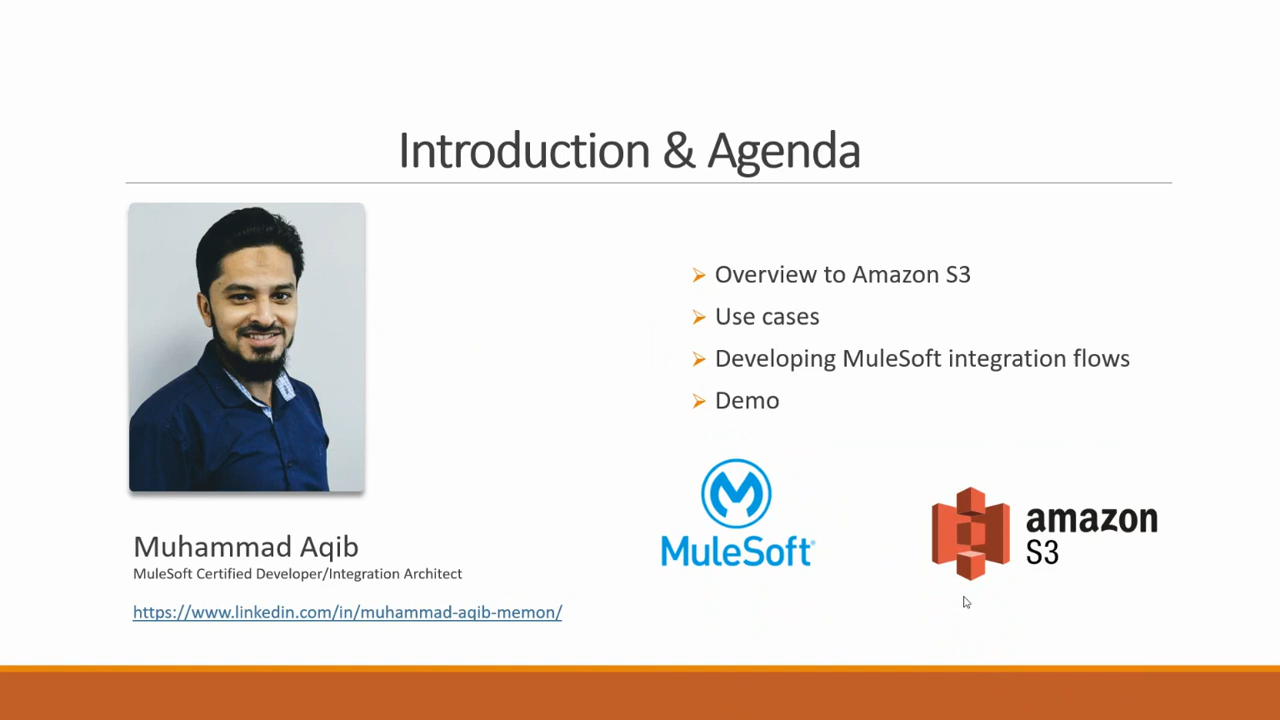 Introduction & Agenda
Overview to Amazon S3
Use cases
Developing MuleSoft integration flows
Demo
MuleSoft
amazon
S3
Muhammad Aqib
MuleSoft Certified Developer/Integration Architect
https://www.linkedin.com/in/muhammad-aqib-memon/